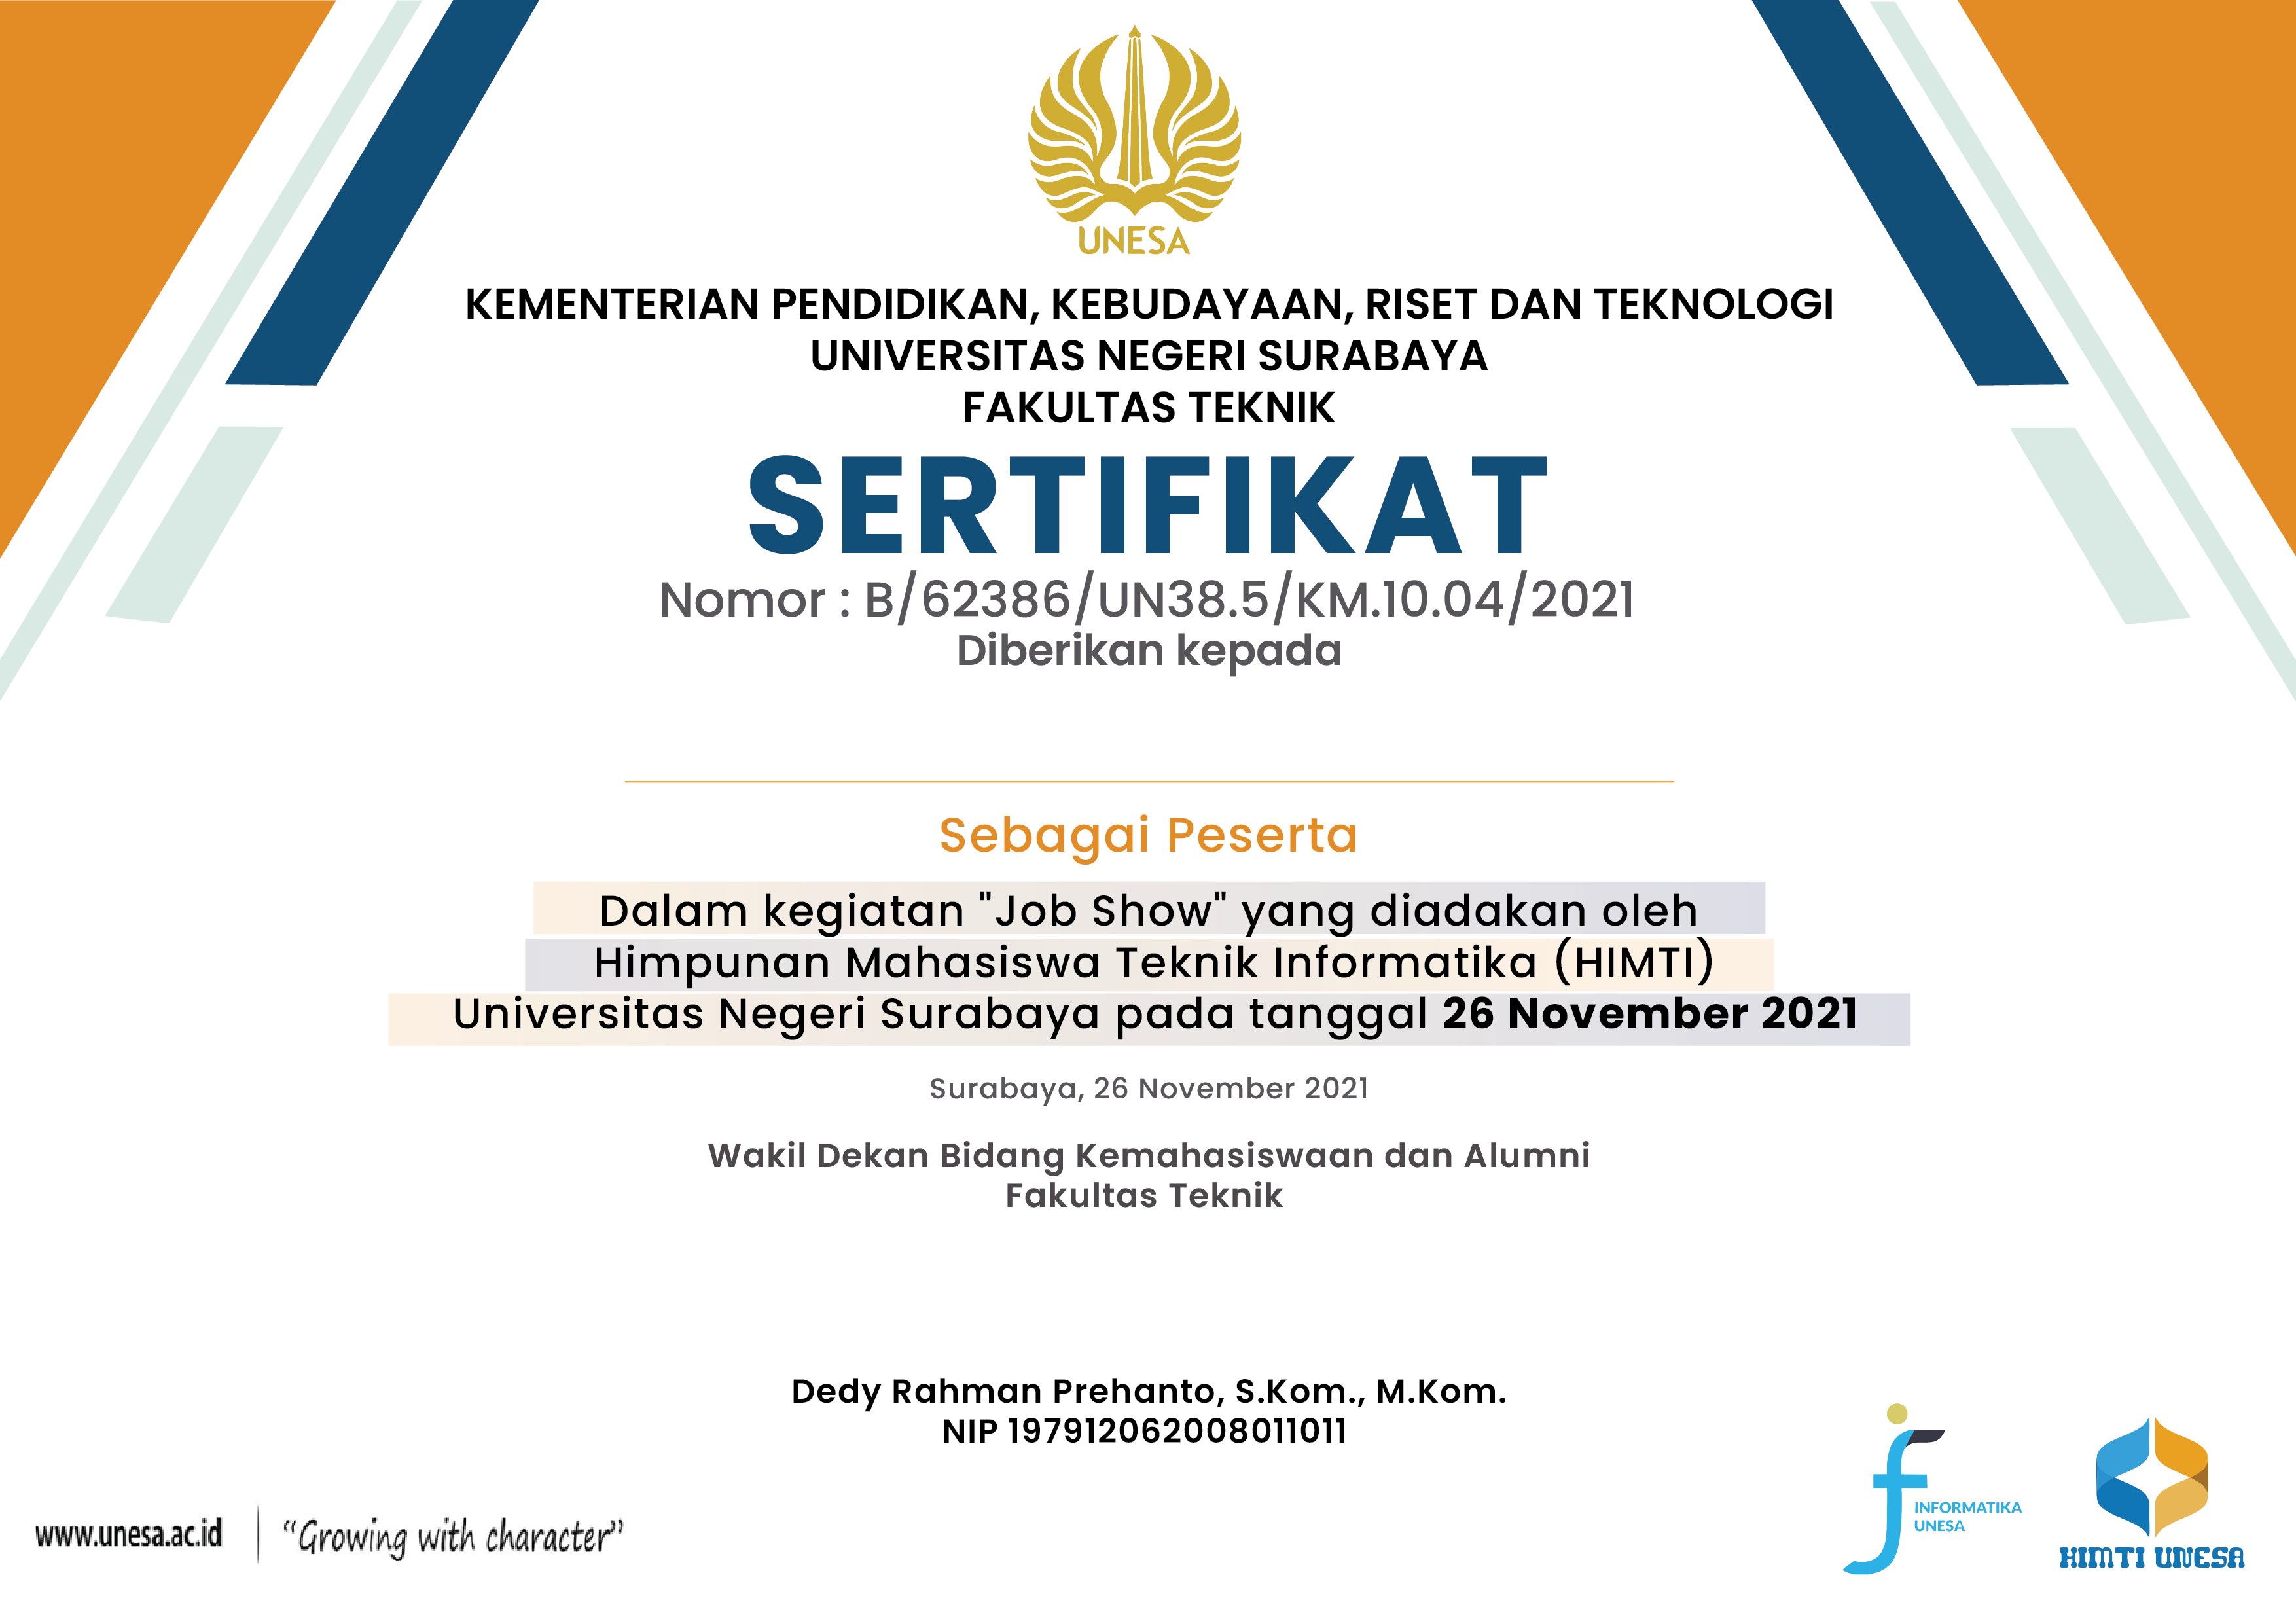 UNESA
KEMENTERIAN PENDIDIKAN, KEBUDAYAAN, RISET DAN TEKNOLOGI
UNIVERSITAS NEGERI SURABAYA
FAKULTAS TEKNIK
SERTIFIKAT
Nomor : B/62386/UN38.5/KM.10.04/2021
Diberikan kepada
Sebagai Peserta
Dalam kegiatan "Job Show" yang diadakan oleh
Himpunan Mahasiswa Teknik Informatika (HIMTI)
Universitas Negeri Surabaya pada tanggal 26 November 2021
Surabaya, 26 November 2021
Wakil Dekan Bidang Kemahasiswaan dan Alumni
Fakultas Teknik
Dedy Rahman Prehanto, S.Kom., M.Kom.
NIP 197912062008011011
www.unesa.ac.id | “Growing with character”
INFORMATIKA
UNESA
HIMTI UNESA